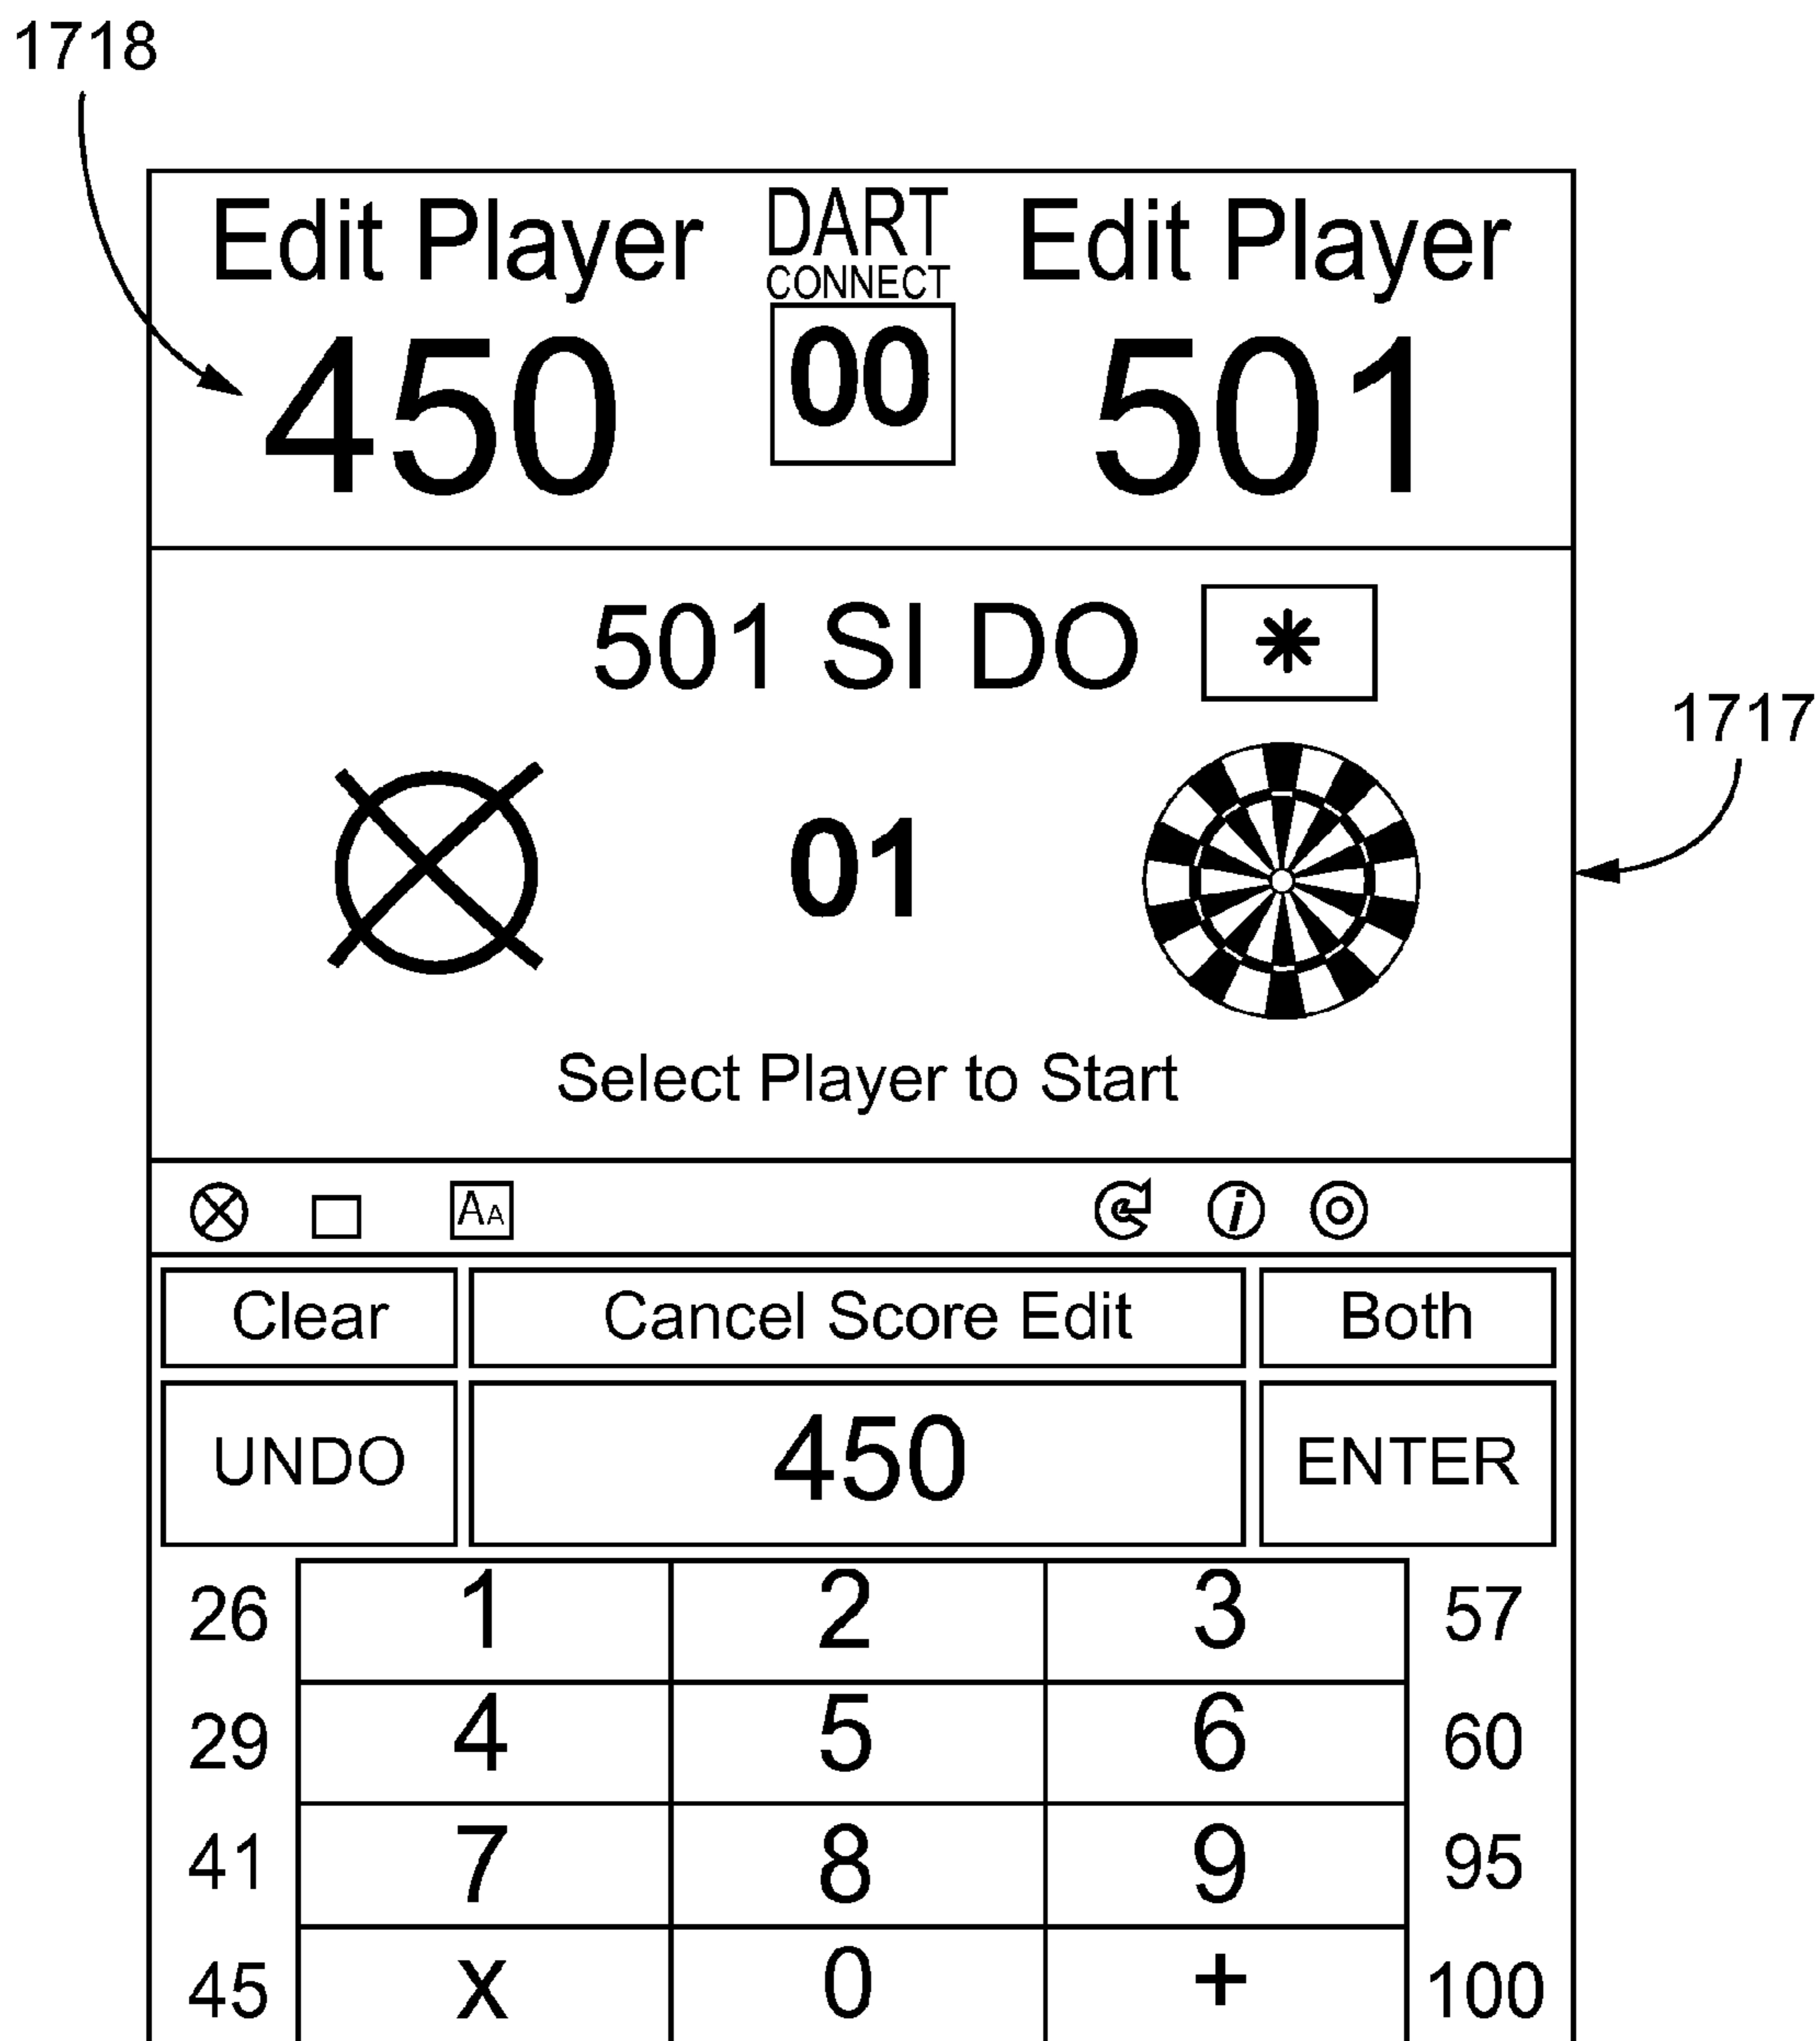 1718
Edit Player DART CONNECT Edit Player
450 00 501
501 SI DO *
1717
01
Select Player to Start
AA i
Clear Cancel Score Edit Both
UNDO 450 ENTER
26 1 2 3 57
29 4 5 6 60
41 7 8 9 95
45 x 0 + 100